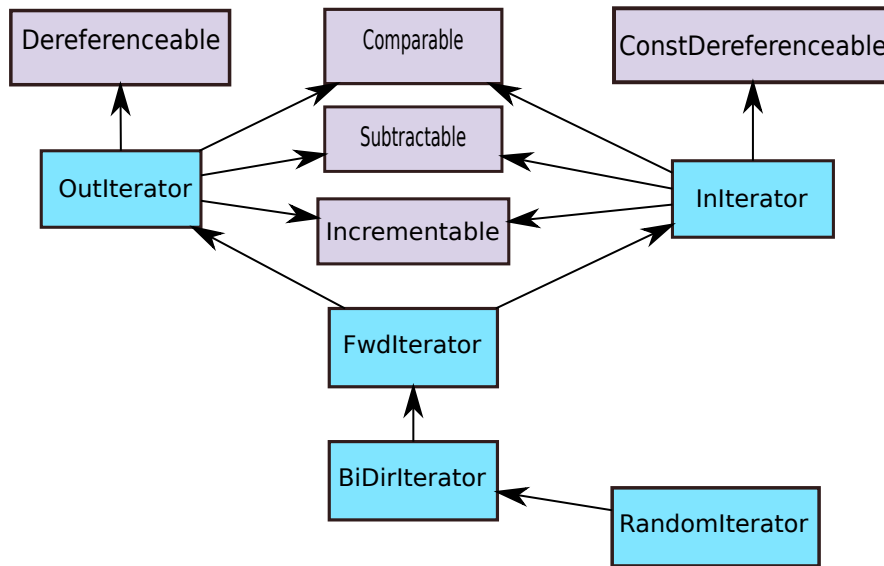 Dereferenceable
Comparable
ConstDereferenceable
Subtractable
OutIterator
InIterator
Incrementable
FwdIterator
BiDirIterator
RandomIterator